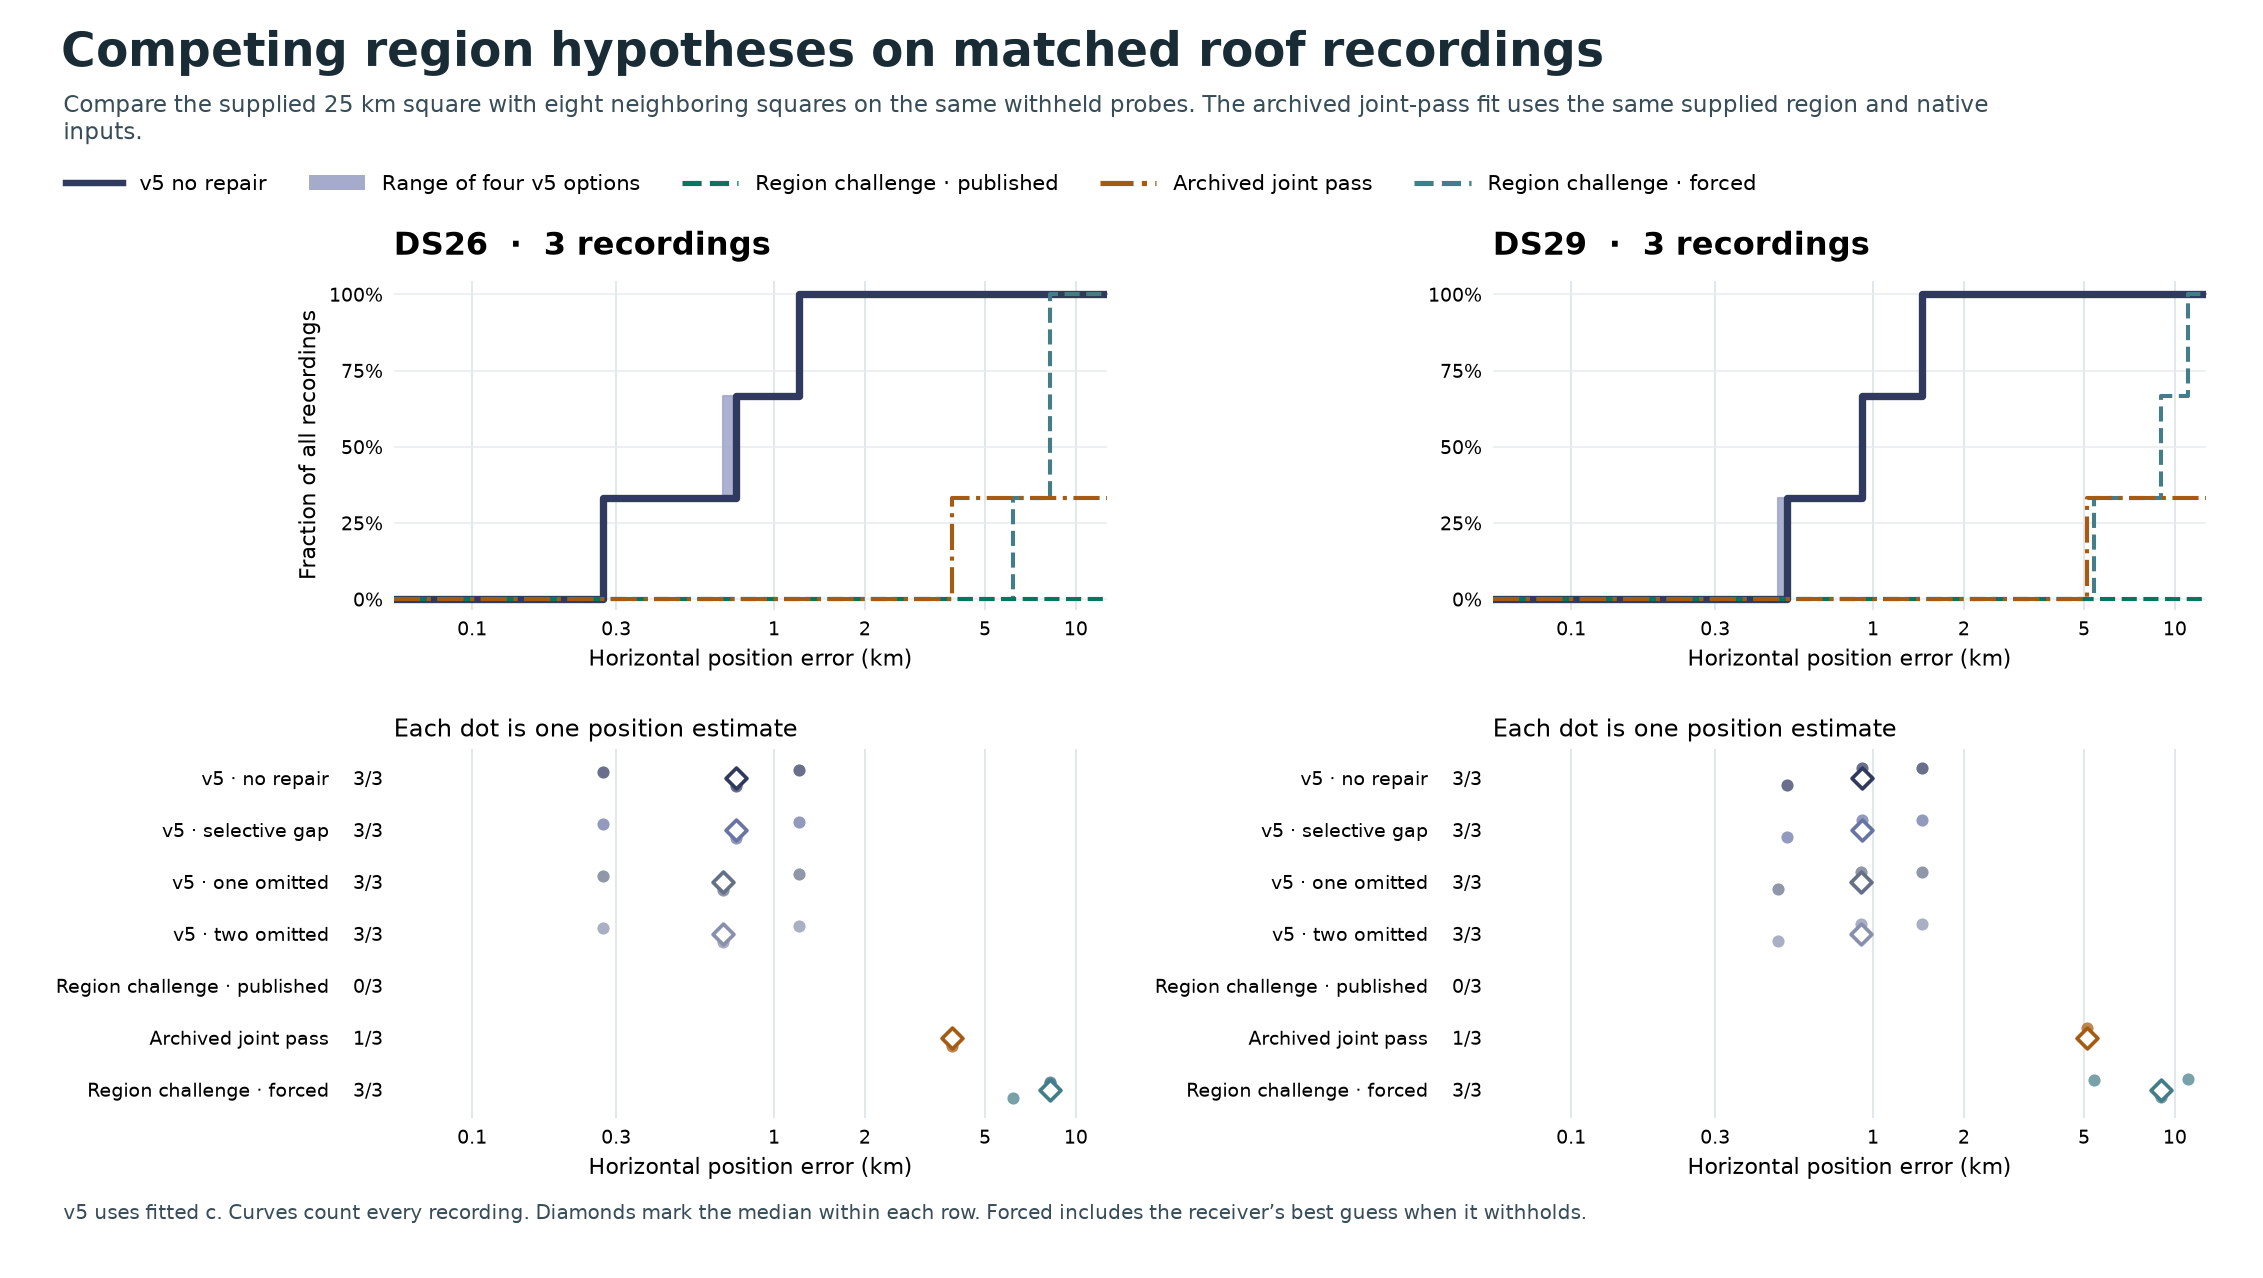 Competing region hypotheses on matched roof recordings
Compare the supplied 25 km square with eight neighboring squares on the same withheld probes. The archived joint-pass fit uses the same supplied region and native
inputs.
v5 no repair
Range of four v5 options
Region challenge · published
Archived joint pass
Region challenge · forced
DS26 · 3 recordings
100%
75%
50%
25%
0%
Fraction of all recordings
0.1 0.3 1 2 5 10
Horizontal position error (km)
DS29 · 3 recordings
100%
75%
50%
25%
0%
0.1 0.3 1 2 5 10
Horizontal position error (km)
Each dot is one position estimate
v5 · no repair 3/3
v5 · selective gap 3/3
v5 · one omitted 3/3
v5 · two omitted 3/3
Region challenge · published 0/3
Archived joint pass 1/3
Region challenge · forced 3/3
0.1 0.3 1 2 5 10
Horizontal position error (km)
Each dot is one position estimate
v5 · no repair 3/3
v5 · selective gap 3/3
v5 · one omitted 3/3
v5 · two omitted 3/3
Region challenge · published 0/3
Archived joint pass 1/3
Region challenge · forced 3/3
0.1 0.3 1 2 5 10
Horizontal position error (km)
v5 uses fitted c. Curves count every recording. Diamonds mark the median within each row. Forced includes the receiver’s best guess when it withholds.